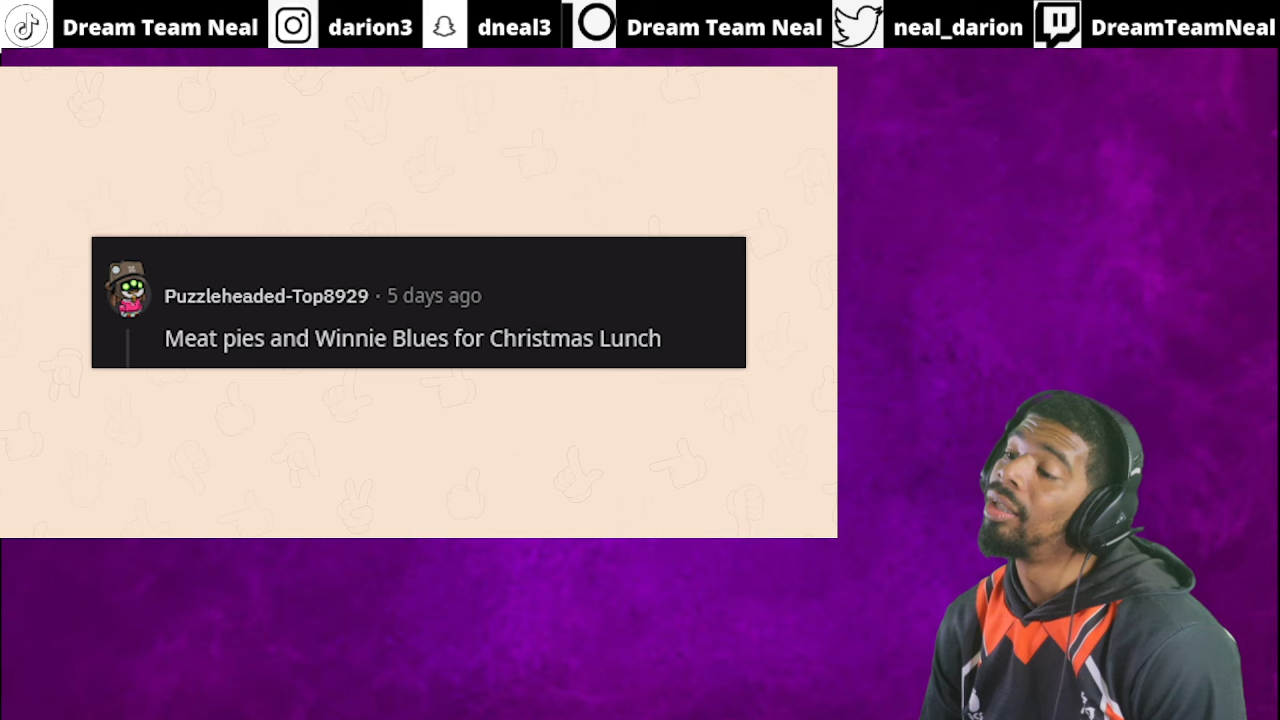 Dream Team Neal darion3 dneal3 Dream Team Neal neal_darion DreamTeamNeal
Puzzleheaded-Top8929 · 5 days ago
Meat pies and Winnie Blues for Christmas Lunch